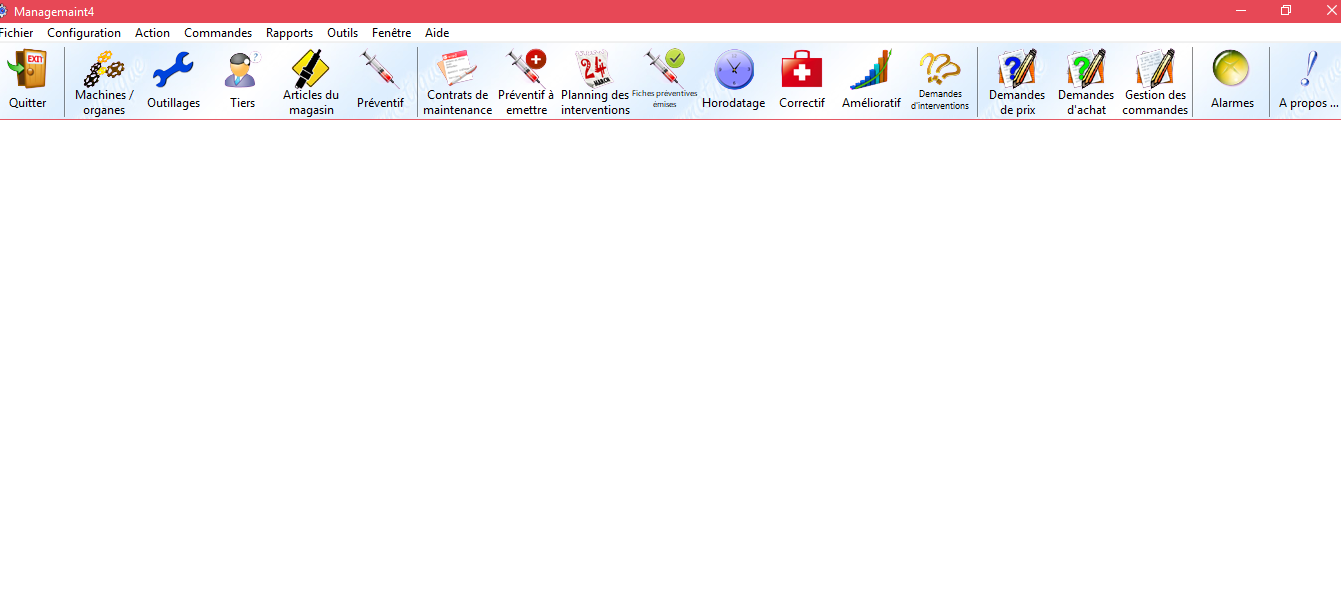 Managemaint4
Fichier Configuration Action Commandes Rapports Outils Fenêtre Aide
EXIT
Quitter
Machines /
organes
Outillages
Tiers
Articles du
magasin
Préventif
Contrats de
maintenance
Préventif à
emettre
24
MARCH
Planning des
interventions
Fiches préventives
émises
Horodatage
Correctif
Amélioratif
Demandes
d'interventions
Demandes
de prix
Demandes
d'achat
Gestion des
commandes
Alarmes
A propos ...